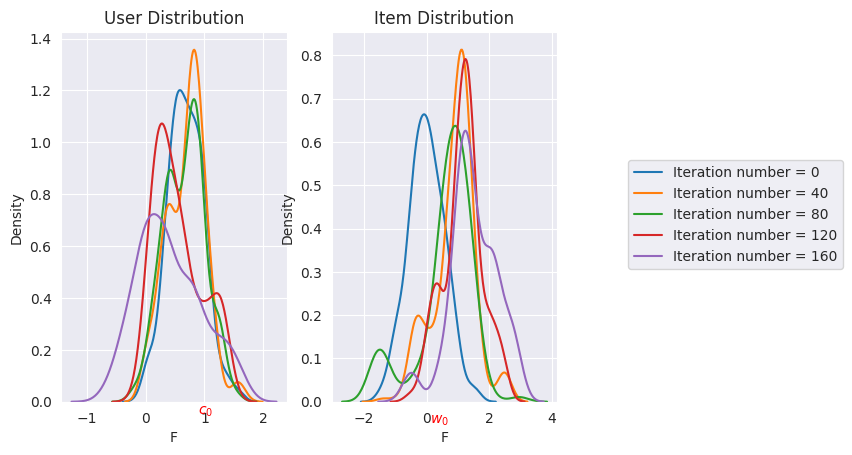 User Distribution
Item Distribution
1.4
1.2
1.0
0.8
0.6
0.4
0.2
0.0
Density
−1
0
1
2
c0
F
0.8
0.7
0.6
0.5
0.4
0.3
0.2
0.1
0.0
Density
−2
0
2
4
w0
F
Iteration number = 0
Iteration number = 40
Iteration number = 80
Iteration number = 120
Iteration number = 160